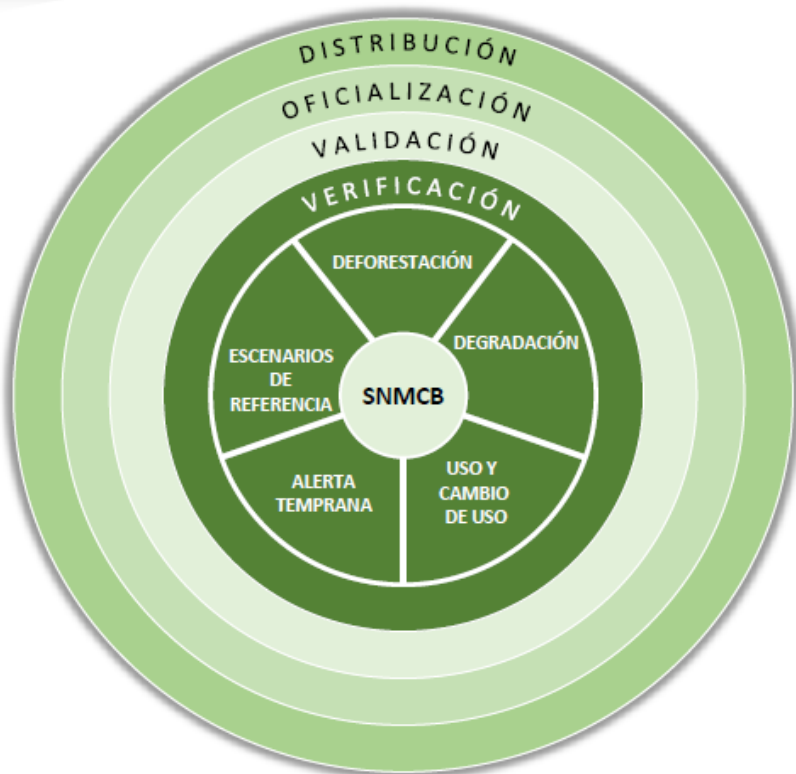 DISTRIBUCIÓN
OFICIALIZACIÓN
VALIDACIÓN
VERIFICACIÓN
DEFORESTACIÓN
DEGRADACIÓN
ESCENARIOS
DE
REFERENCIA
SNMCB
ALERTA
TEMPRANA
USO Y
CAMBIO
DE USO